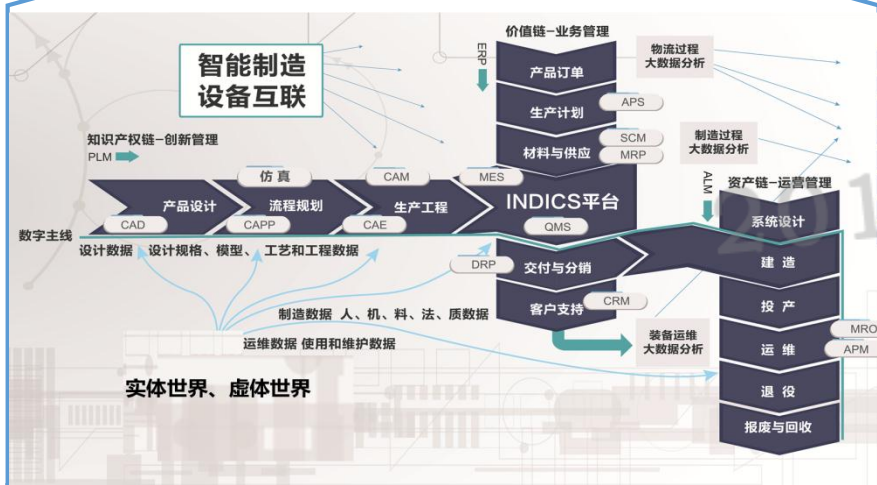 价值链-业务管理
智能制造
设备互联
ERP
产品订单
物流过程
大数据分析
生产计划
APS
知识产权链-创新管理
PLM
材料与供应
SCM
MRP
制造过程
大数据分析
仿 真
CAM
MES
ALM
资产链-运营管理
产品设计
流程规划
生产工程
INDICS平台
系统设计
201
CAD
CAPP
CAE
QMS
数字主线
设计数据 设计规格、模型、 工艺和工程数据
DRP
交付与分销
建 造
制造数据 人、机、料、法、质数据
客户支持
CRM
投 产
运维数据 使用和维护数据
装备运维
大数据分析
运 维
MRO
APM
实体世界、虚体世界
退 役
报废与回收